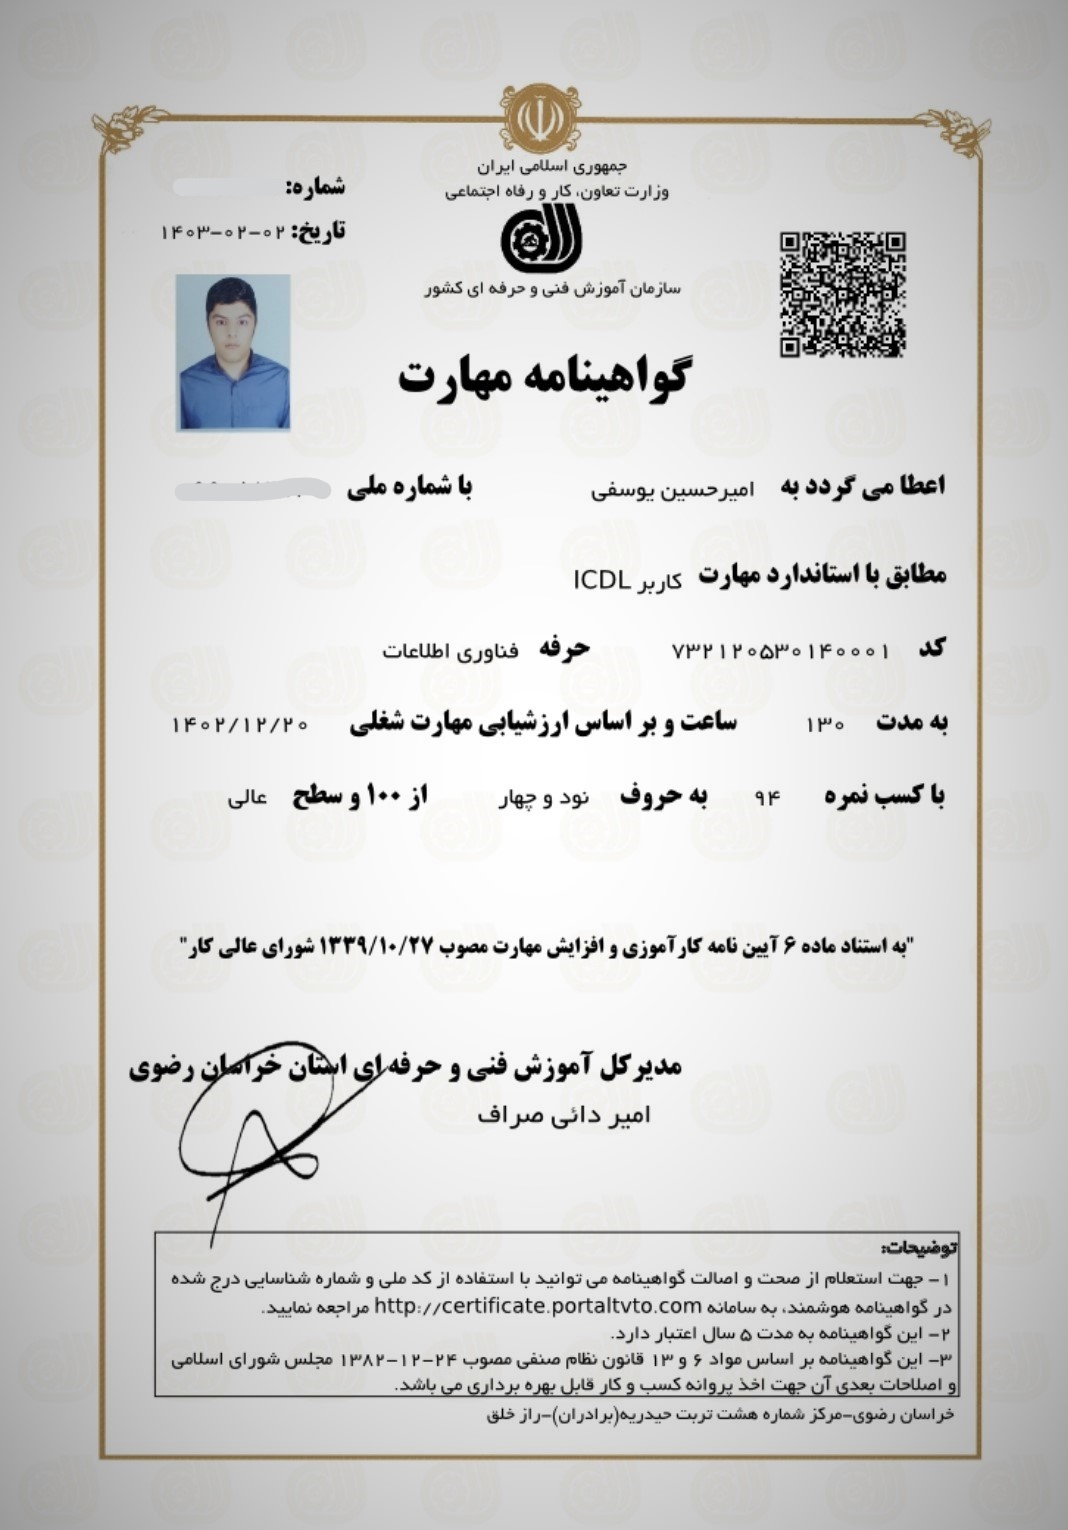 جمهوری اسلامی ایران
وزارت تعاون، کار و رفاه اجتماعی
سازمان آموزش فنی و حرفه ای کشور
شماره:
تاریخ: ۱۴۰۳-۰۲-۰۲
گواهینامه مهارت
اعطا می گردد به امیرحسین یوسفی با شماره ملی
مطابق با استاندارد مهارت کاربر ICDL
کد ۷۳۲۱۲۰۵۳۰۱۴۰۰۰۱ حرفه فناوری اطلاعات
به مدت ۱۳۰ ساعت و بر اساس ارزشیابی مهارت شغلی ۱۴۰۲/۱۲/۲۰
با کسب نمره ۹۴ به حروف نود و چهار از ۱۰۰ و سطح عالی
"به استناد ماده ۶ آیین نامه کارآموزی و افزایش مهارت مصوب ۱۳۳۹/۱۰/۲۷ شورای عالی کار"
مدیرکل آموزش فنی و حرفه ای استان خراسان رضوی
امیر دائی صراف
توضیحات:
۱- جهت استعلام از صحت و اصالت گواهینامه می توانید با استفاده از کد ملی و شماره شناسایی درج شده
در گواهینامه هوشمند، به سامانه http://certificate.portaltvto.com مراجعه نمایید.
۲- این گواهینامه به مدت ۵ سال اعتبار دارد.
۳- این گواهینامه بر اساس مواد ۶ و ۱۳ قانون نظام صنفی مصوب ۲۴-۱۲-۱۳۸۲ مجلس شورای اسلامی
و اصلاحات بعدی آن جهت اخذ پروانه کسب و کار قابل بهره برداری می باشد.
خراسان رضوی-مرکز شماره هشت تربت حیدریه(برادران)-راز خلق